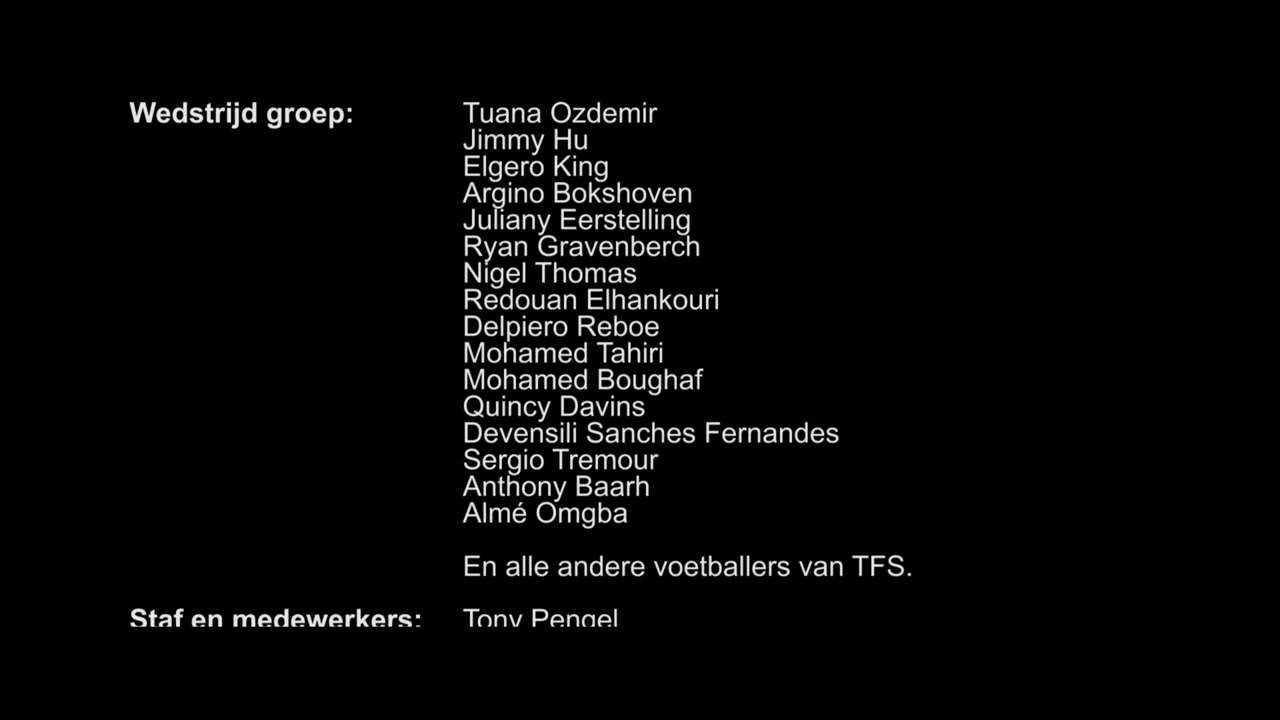 Wedstrijd groep: Tuana Ozdemir
Jimmy Hu
Elgero King
Argino Bokshoven
Juliany Eerstelling
Ryan Gravenberch
Nigel Thomas
Redouan Elhankouri
Delpiero Reboe
Mohamed Tahiri
Mohamed Boughaf
Quincy Davins
Devensili Sanches Fernandes
Sergio Tremour
Anthony Baarh
Almé Omgba
En alle andere voetballers van TFS.
Staf en medewerkers: Tony Pengel